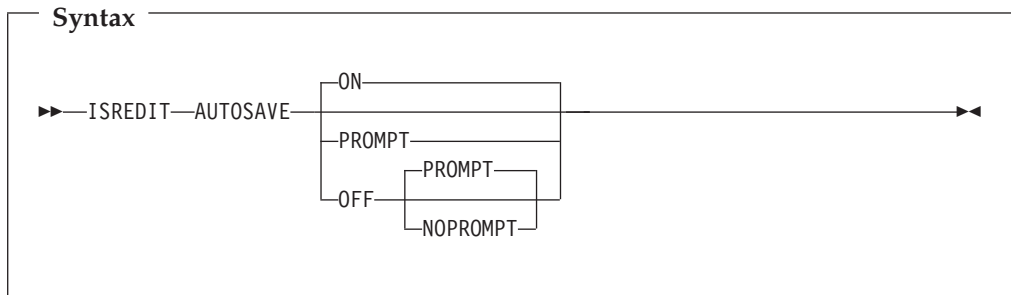 Syntax
ON
ISREDIT AUTOSAVE
PROMPT
PROMPT
OFF
NOPROMPT